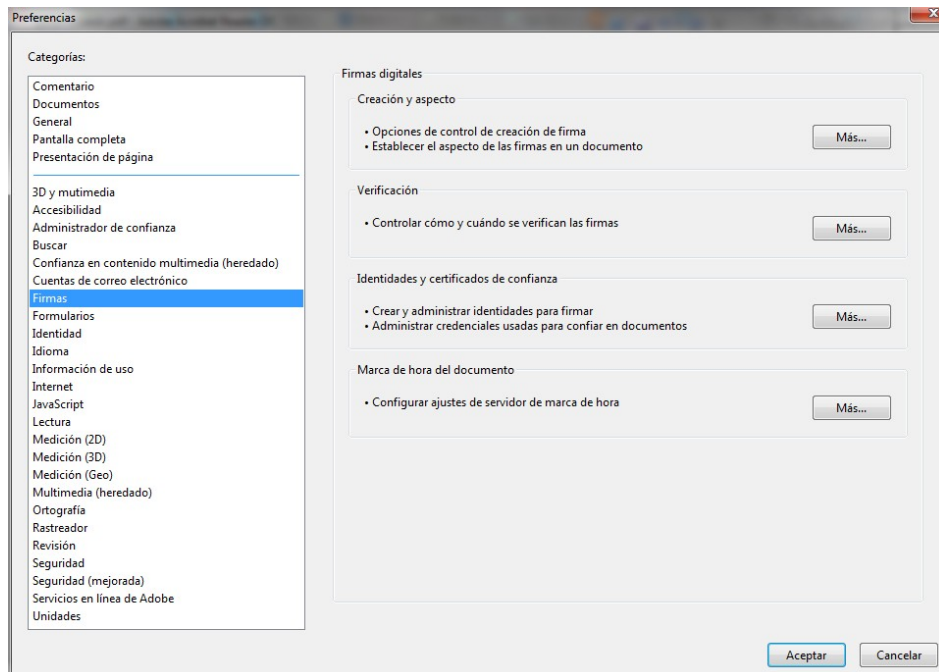 Preferencias
Categorías:
Comentario
Documentos
General
Pantalla completa
Presentación de página
3D y mutimedia
Accesibilidad
Administrador de confianza
Buscar
Confianza en contenido multimedia (heredado)
Cuentas de correo electrónico
Firmas
Formularios
Identidad
Idioma
Información de uso
Internet
JavaScript
Lectura
Medición (2D)
Medición (3D)
Medición (Geo)
Multimedia (heredado)
Ortografía
Rastreador
Revisión
Seguridad
Seguridad (mejorada)
Servicios en línea de Adobe
Unidades
Firmas digitales
Creación y aspecto
• Opciones de control de creación de firma
• Establecer el aspecto de las firmas en un documento
Más...
Verificación
• Controlar cómo y cuándo se verifican las firmas
Más...
Identidades y certificados de confianza
• Crear y administrar identidades para firmar
• Administrar credenciales usadas para confiar en documentos
Más...
Marca de hora del documento
• Configurar ajustes de servidor de marca de hora
Más...
Aceptar
Cancelar